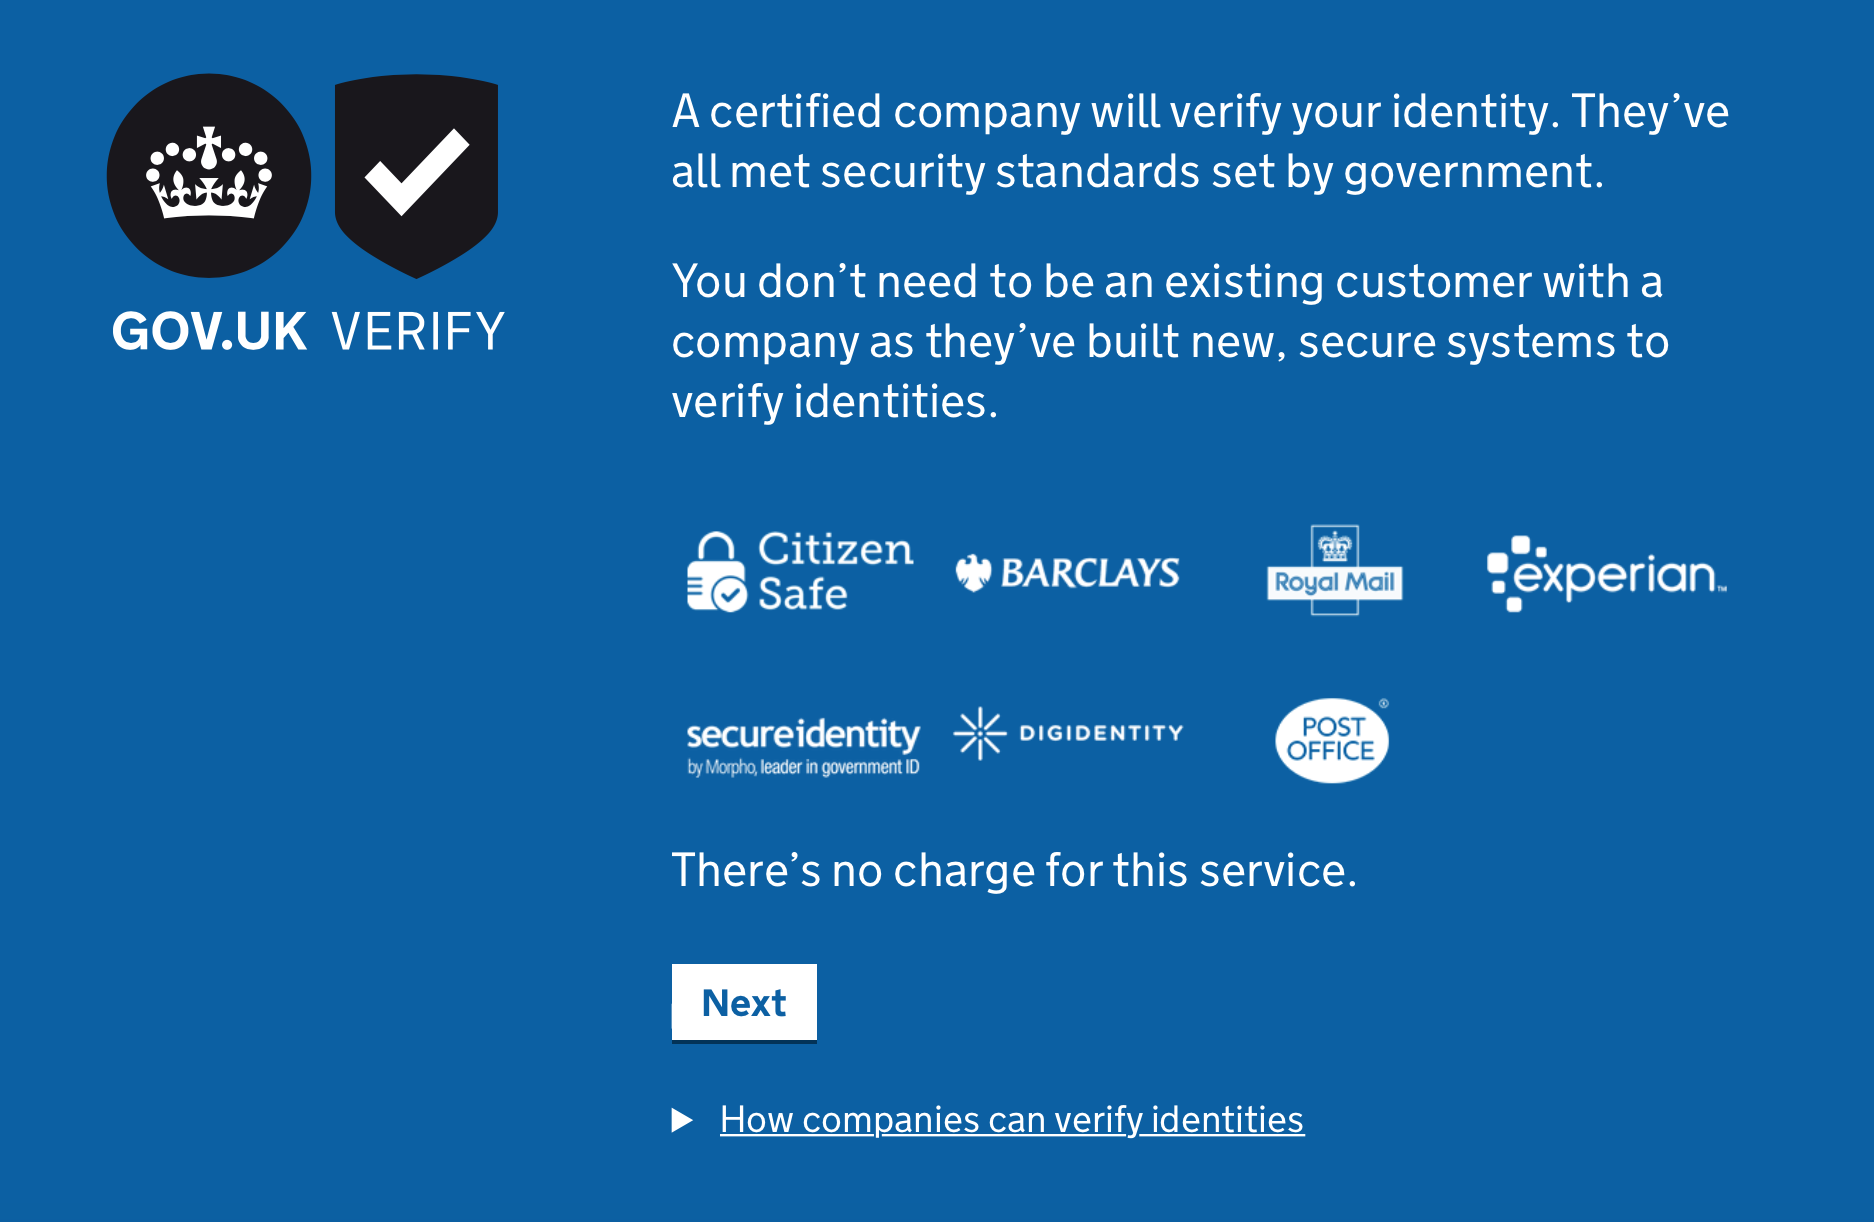 GOV.UK VERIFY
A certified company will verify your identity. They’ve
all met security standards set by government.
You don’t need to be an existing customer with a
company as they’ve built new, secure systems to
verify identities.
Citizen
Safe
BARCLAYS
Royal Mail
experian™
secureidentity
by Morpho, leader in government ID
DIGIDENTITY
POST
OFFICE
®
There’s no charge for this service.
Next
How companies can verify identities